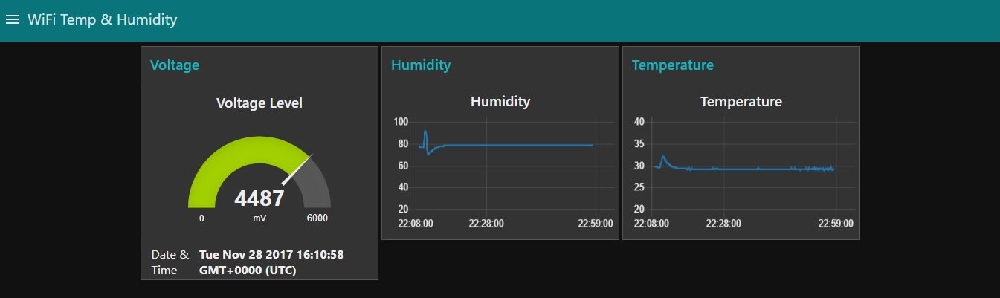 WiFi Temp & Humidity
Voltage
Voltage Level
4487
0 mV 6000
Date & Time Tue Nov 28 2017 16:10:58
GMT+0000 (UTC)
Humidity
Humidity
100
80
60
40
20
22:08:00 22:28:00 22:59:00
Temperature
Temperature
40
35
30
25
20
22:08:00 22:28:00 22:59:00